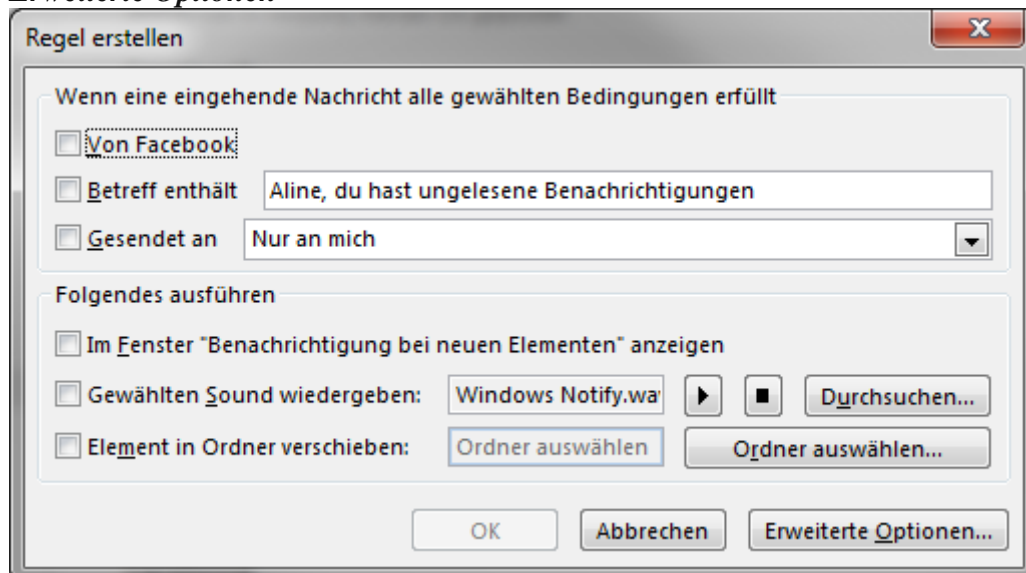 Erweiterte Optionen
Regel erstellen
Wenn eine eingehende Nachricht alle gewählten Bedingungen erfüllt
Von Facebook
Betreff enthält Aline, du hast ungelesene Benachrichtigungen
Gesendet an Nur an mich
Folgendes ausführen
Im Fenster "Benachrichtigung bei neuen Elementen" anzeigen
Gewählten Sound wiedergeben: Windows Notify.wa Durchsuchen...
Element in Ordner verschieben: Ordner auswählen Ordner auswählen...
OK Abbrechen Erweiterte Optionen...